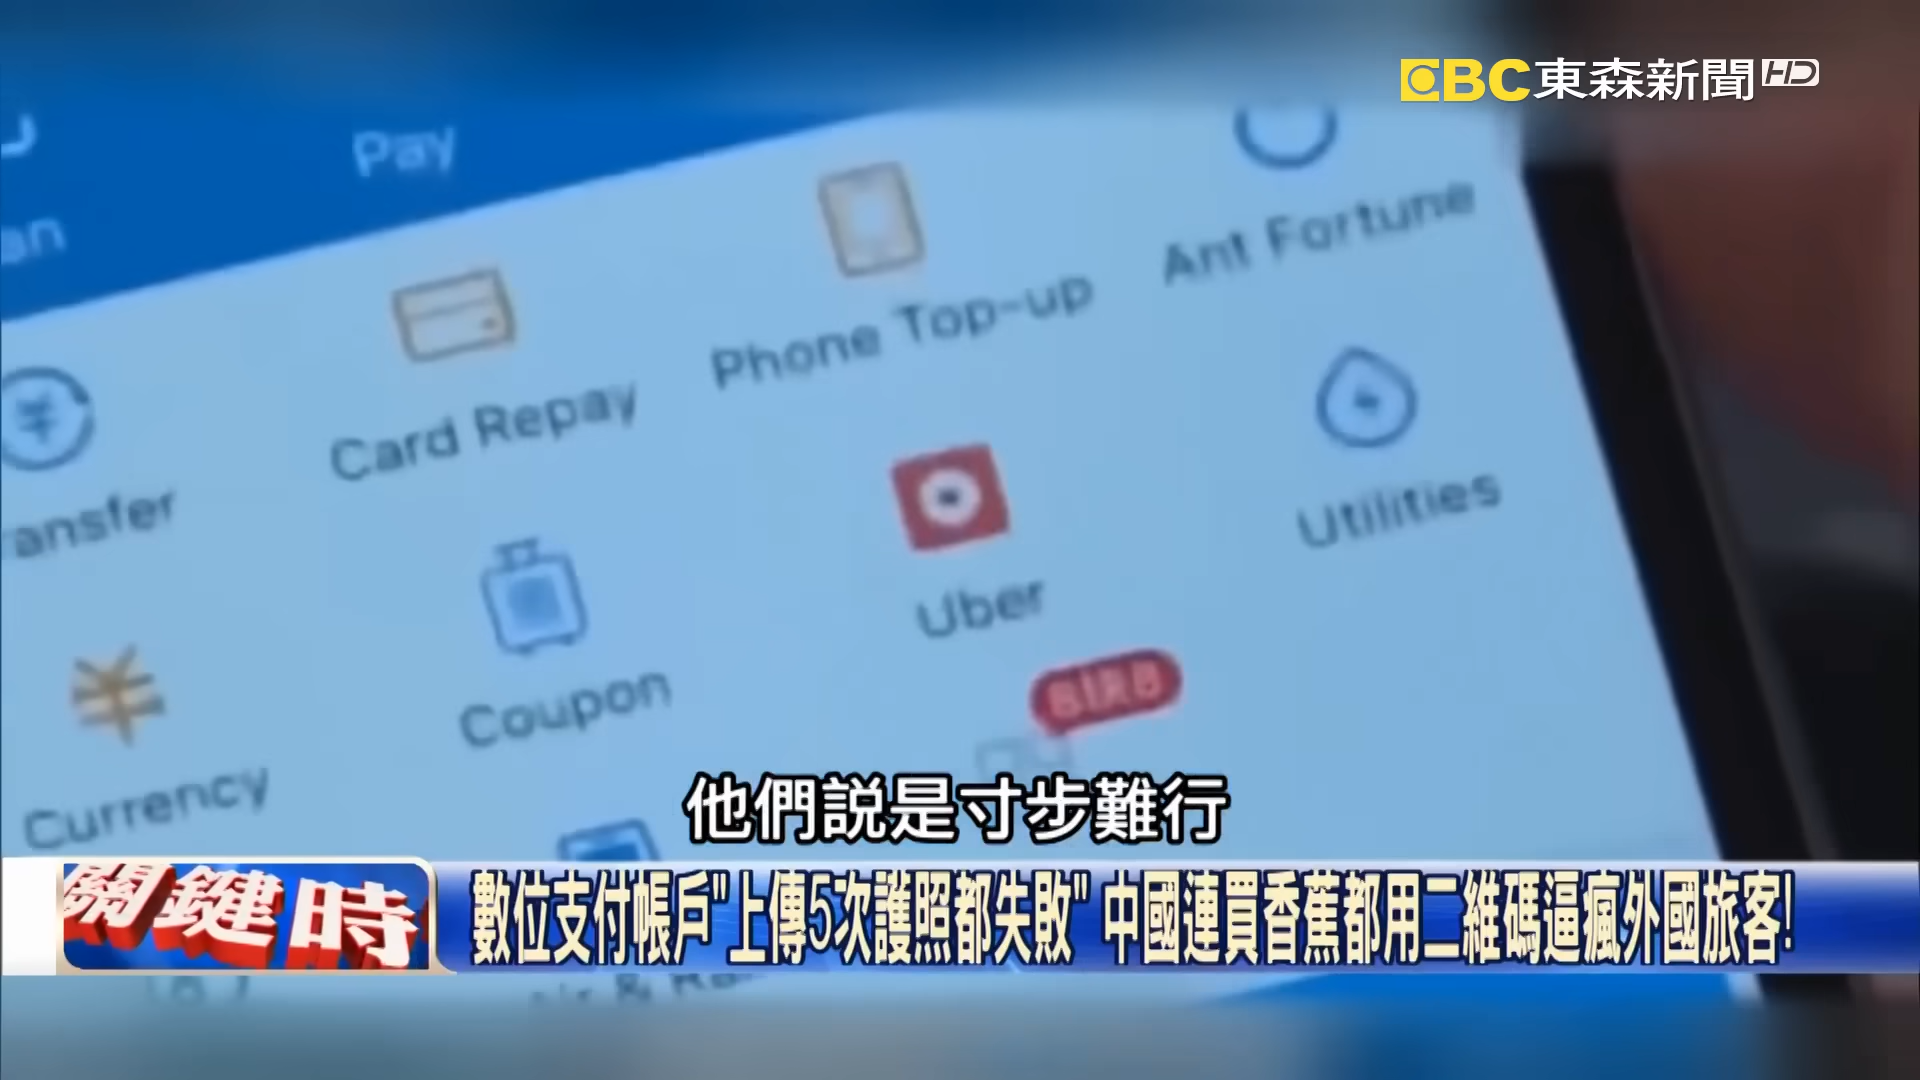 EBC東森新聞HD
Pay
Card Repay
Phone Top-up
Ant Fortune
Coupon
Uber
Utilities
Currency
他們說是寸步難行
關鍵時
數位支付帳戶"上傳5次護照都失敗" 中國連買香蕉都用二維碼逼瘋外國旅客!